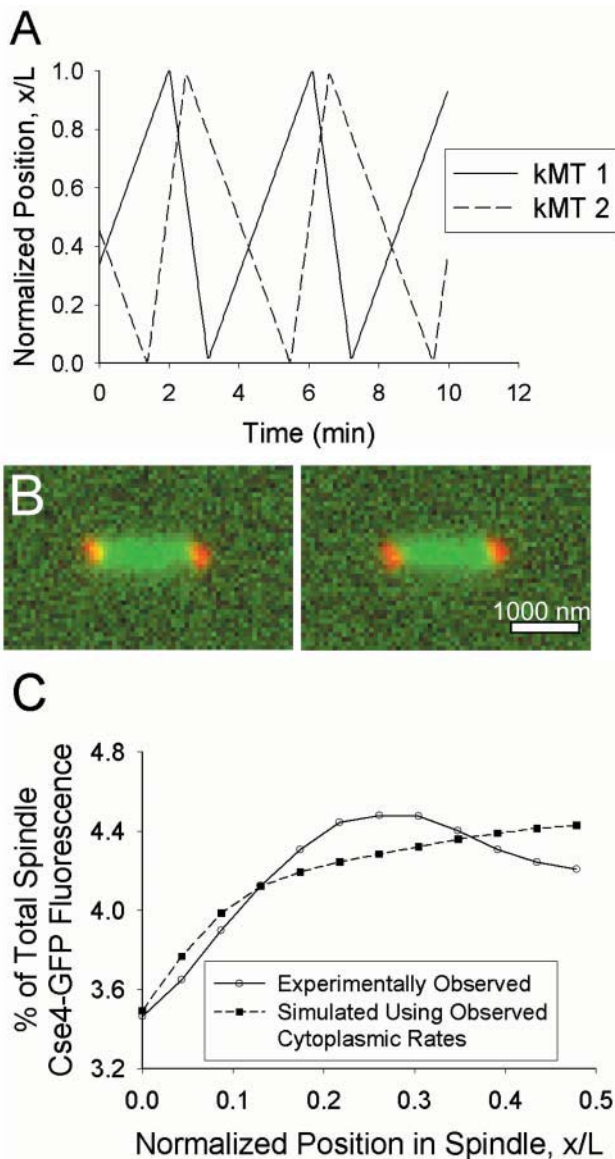 A
Normalized Position, x/L
1.0
0.8
0.6
0.4
0.2
0.0
0 2 4 6 8 10 12
Time (min)
kMT 1
kMT 2
B
1000 nm
C
% of Total Spindle
Cse4-GFP Fluorescence
4.8
4.4
4.0
3.6
3.2
Experimentally Observed
Simulated Using Observed
Cytoplasmic Rates
0.0 0.1 0.2 0.3 0.4 0.5
Normalized Position in Spindle, x/L